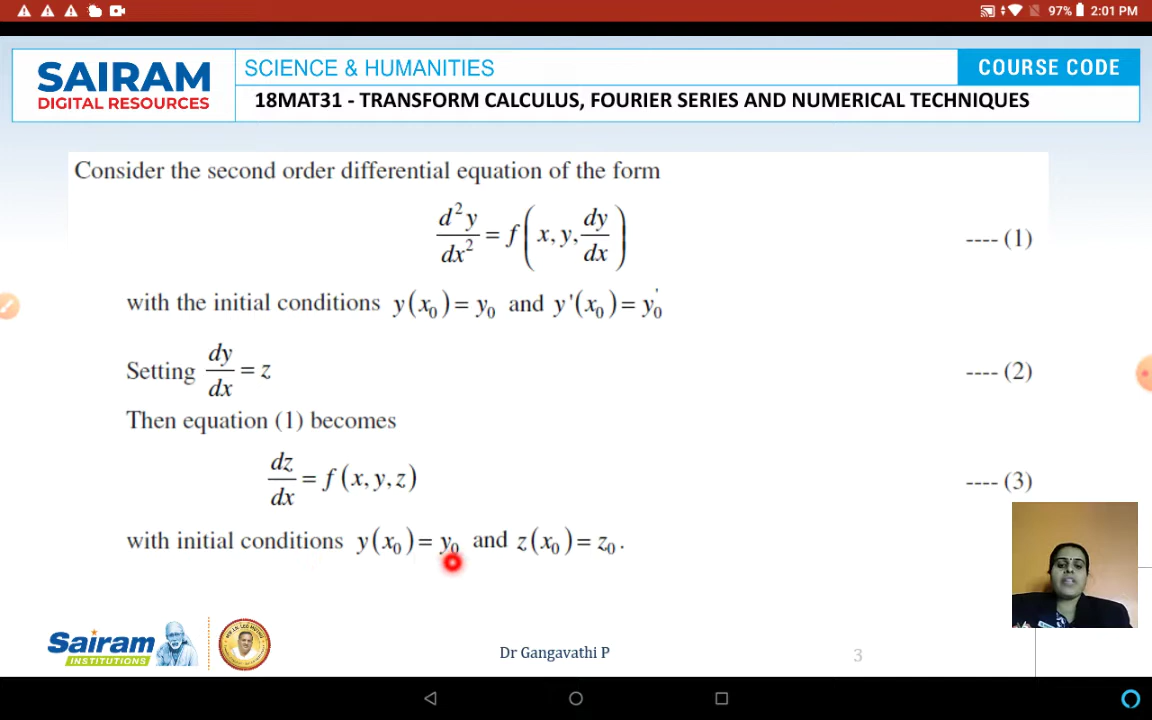 97% 2:01 PM
SAIRAM
DIGITAL RESOURCES
SCIENCE & HUMANITIES
COURSE CODE
18MAT31 - TRANSFORM CALCULUS, FOURIER SERIES AND NUMERICAL TECHNIQUES
Consider the second order differential equation of the form
d²y/dx² = f(x, y, dy/dx) ---- (1)
with the initial conditions y(x₀) = y₀ and y'(x₀) = y₀'
Setting dy/dx = z ---- (2)
Then equation (1) becomes
dz/dx = f(x, y, z) ---- (3)
with initial conditions y(x₀) = y₀ and z(x₀) = z₀.
Sairam
INSTITUTIONS
Dr Gangavathi P
3